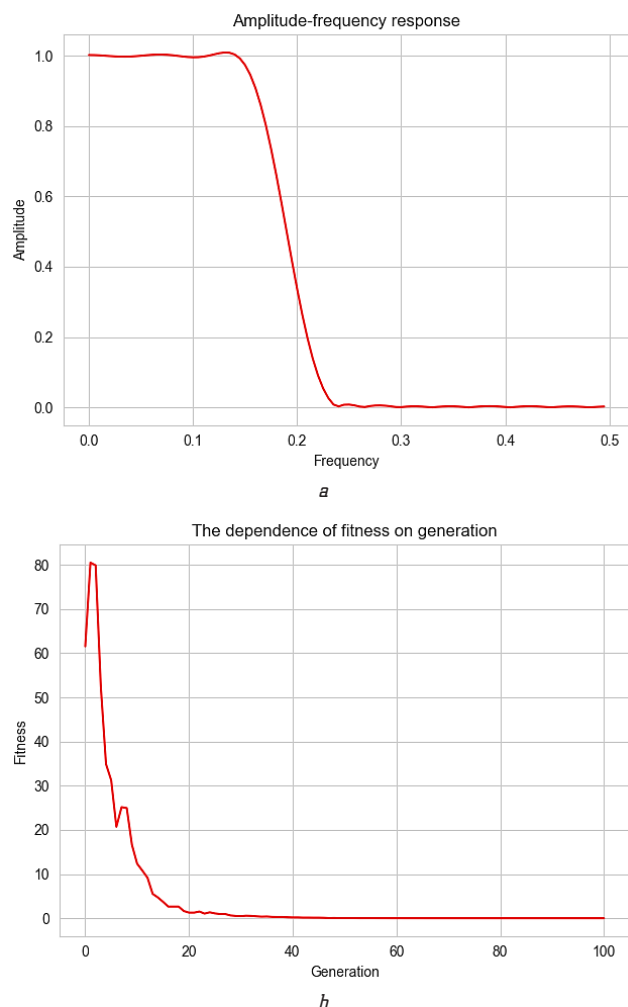 Amplitude-frequency response
1.0
0.8
0.6
0.4
0.2
0.0
Amplitude
0.0 0.1 0.2 0.3 0.4 0.5
Frequency
a
The dependence of fitness on generation
80
70
60
50
40
30
20
10
0
Fitness
0 20 40 60 80 100
Generation